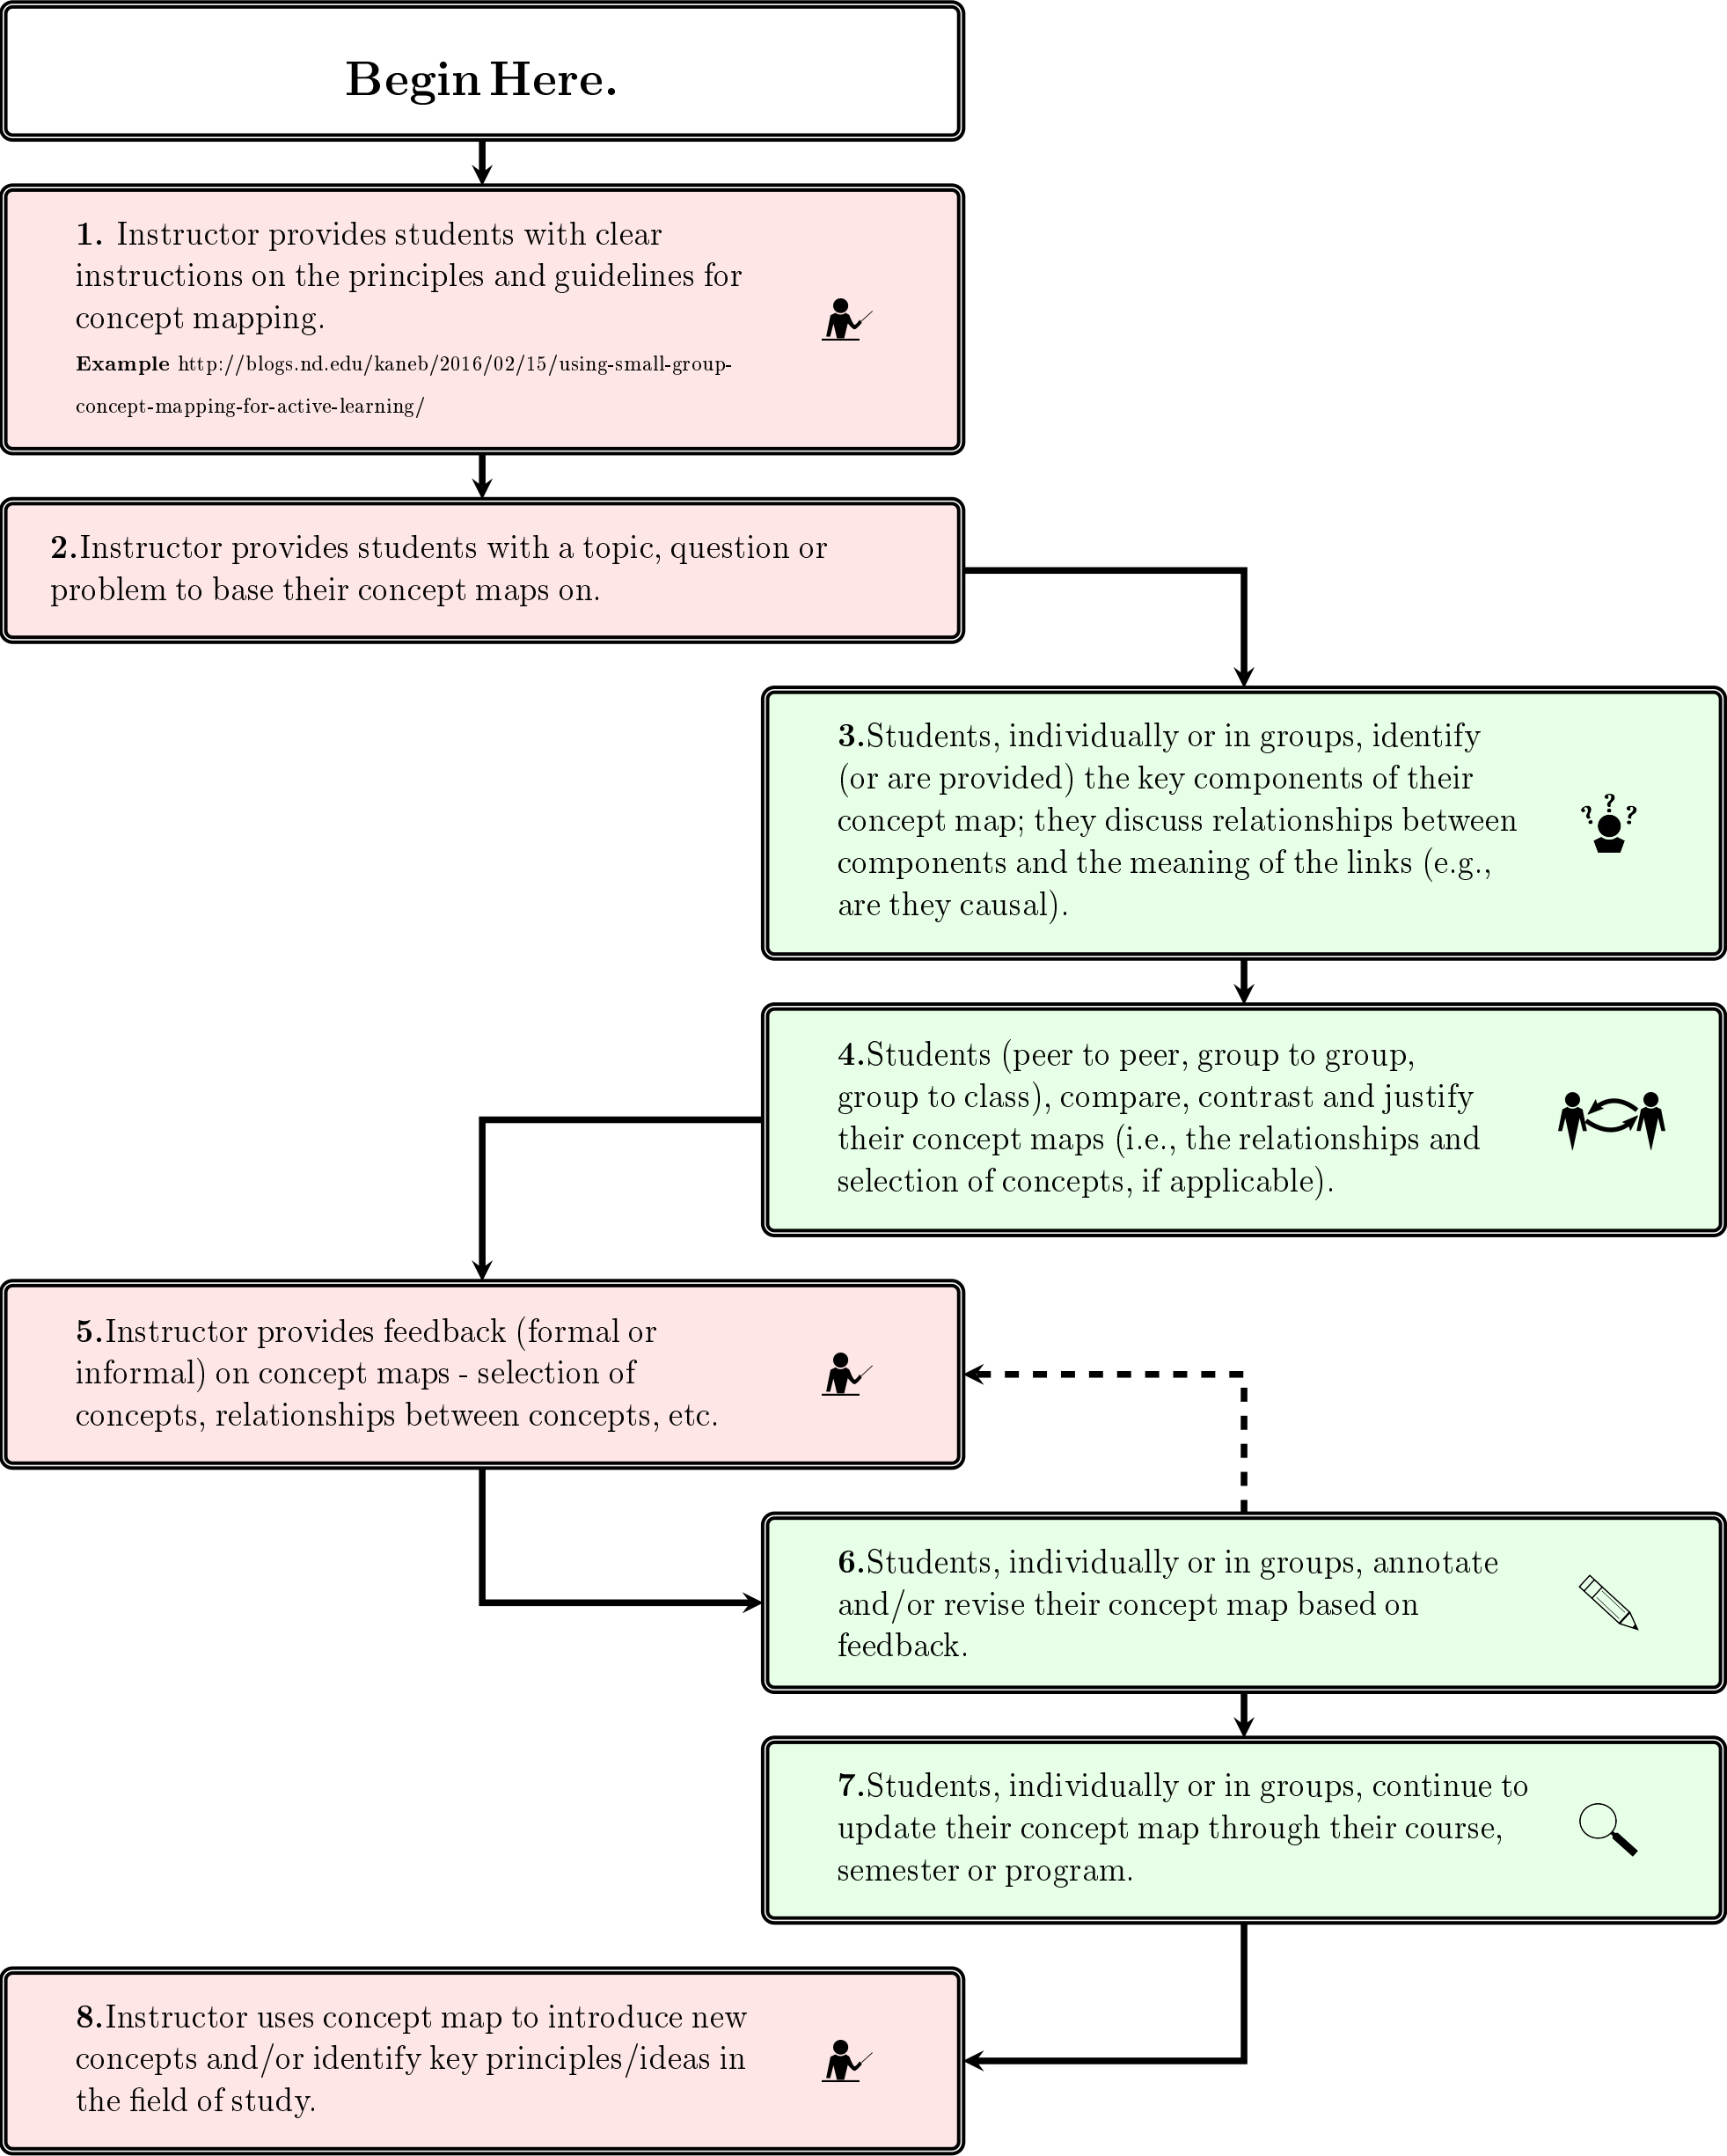 Begin Here.
1. Instructor provides students with clear
instructions on the principles and guidelines for
concept mapping.
Example http://blogs.nd.edu/kaneb/2016/02/15/using-small-group-
concept-mapping-for-active-learning/
2.Instructor provides students with a topic, question or
problem to base their concept maps on.
3.Students, individually or in groups, identify
(or are provided) the key components of their
concept map; they discuss relationships between
components and the meaning of the links (e.g.,
are they causal).
? ? ?
4.Students (peer to peer, group to group,
group to class), compare, contrast and justify
their concept maps (i.e., the relationships and
selection of concepts, if applicable).
5.Instructor provides feedback (formal or
informal) on concept maps - selection of
concepts, relationships between concepts, etc.
6.Students, individually or in groups, annotate
and/or revise their concept map based on
feedback.
7.Students, individually or in groups, continue to
update their concept map through their course,
semester or program.
8.Instructor uses concept map to introduce new
concepts and/or identify key principles/ideas in
the field of study.